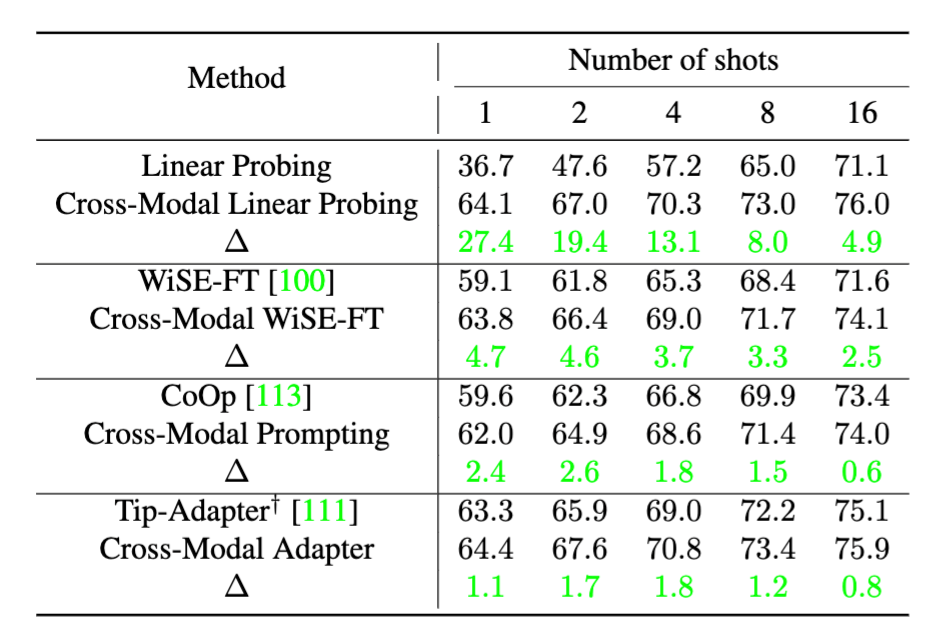 Method Number of shots
1 2 4 8 16
Linear Probing 36.7 47.6 57.2 65.0 71.1
Cross-Modal Linear Probing 64.1 67.0 70.3 73.0 76.0
Δ 27.4 19.4 13.1 8.0 4.9
WiSE-FT [100] 59.1 61.8 65.3 68.4 71.6
Cross-Modal WiSE-FT 63.8 66.4 69.0 71.7 74.1
Δ 4.7 4.6 3.7 3.3 2.5
CoOp [113] 59.6 62.3 66.8 69.9 73.4
Cross-Modal Prompting 62.0 64.9 68.6 71.4 74.0
Δ 2.4 2.6 1.8 1.5 0.6
Tip-Adapter† [111] 63.3 65.9 69.0 72.2 75.1
Cross-Modal Adapter 64.4 67.6 70.8 73.4 75.9
Δ 1.1 1.7 1.8 1.2 0.8